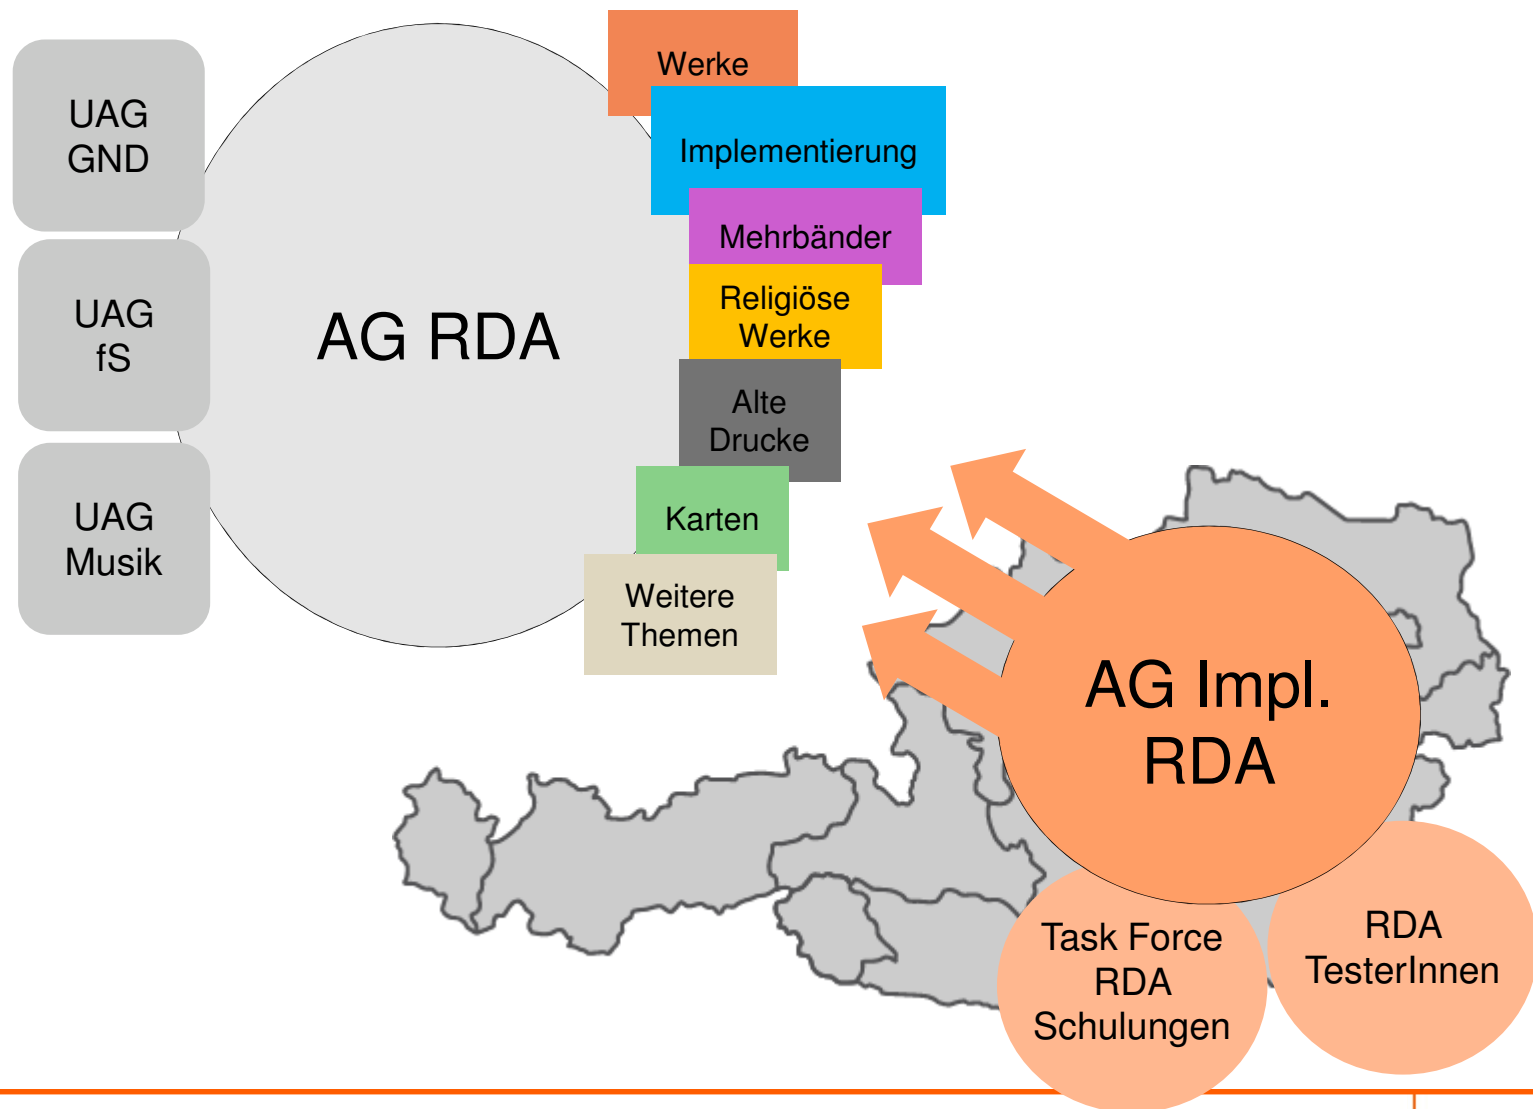 UAG
GND
UAG
fS
UAG
Musik
AG RDA
Werke
Implementierung
Mehrbänder
Religiöse
Werke
Alte
Drucke
Karten
Weitere
Themen
AG Impl.
RDA
Task Force
RDA
Schulungen
RDA
TesterInnen